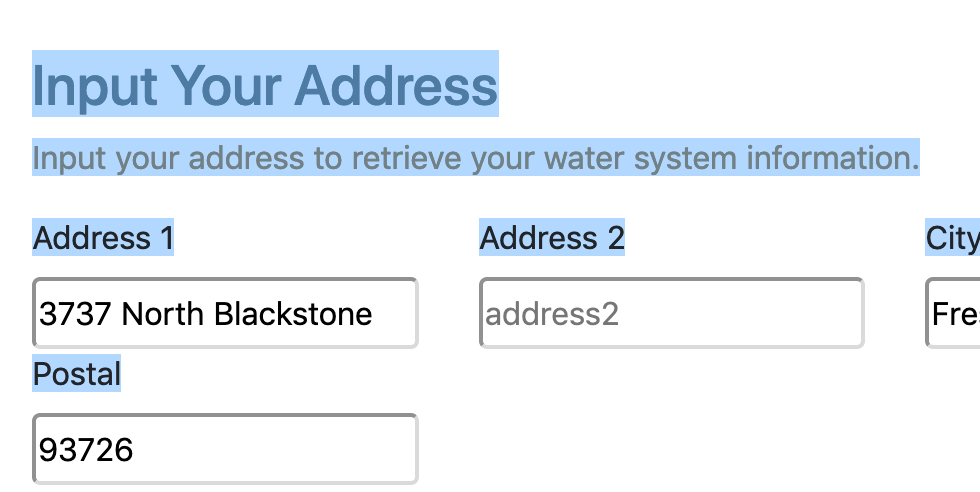 Input Your Address
Input your address to retrieve your water system information.
Address 1 Address 2 City
3737 North Blackstone address2 Fre
Postal
93726